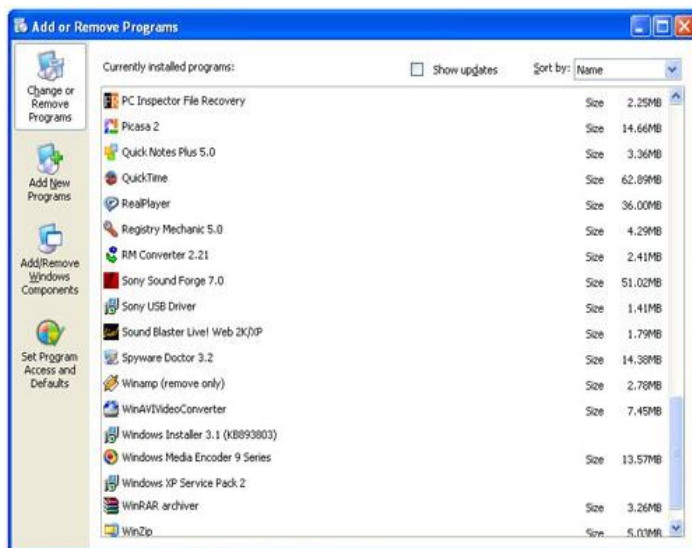 Add or Remove Programs
Change or
Remove
Programs
Add New
Programs
Add/Remove
Windows
Components
Set Program
Access and
Defaults
Currently installed programs: Show updates Sort by: Name
PC Inspector File Recovery Size 2.25MB
Picasa 2 Size 14.66MB
Quick Notes Plus 5.0 Size 3.36MB
QuickTime Size 62.89MB
RealPlayer Size 36.00MB
Registry Mechanic 5.0 Size 4.29MB
RM Converter 2.21 Size 2.41MB
Sony Sound Forge 7.0 Size 51.02MB
Sony USB Driver Size 1.41MB
Sound Blaster Live! Web 2K/XP Size 1.79MB
Spyware Doctor 3.2 Size 14.38MB
Winamp (remove only) Size 2.78MB
WinAVIVideoConverter Size 7.45MB
Windows Installer 3.1 (KB893803)
Windows Media Encoder 9 Series Size 13.57MB
Windows XP Service Pack 2
WinRAR archiver Size 3.26MB
WinZip Size 5.03MB